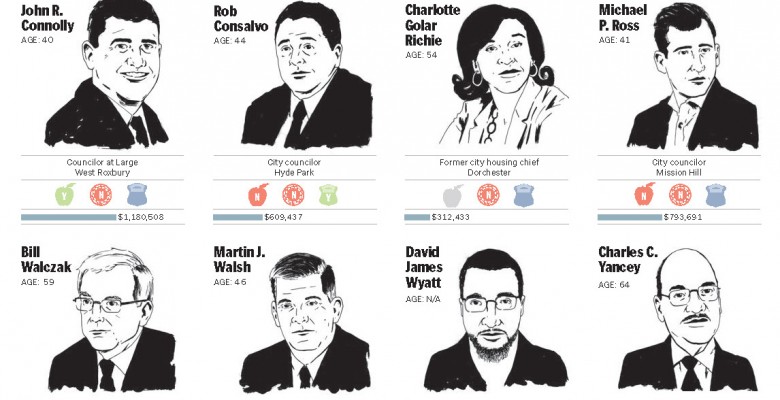 John R.
Connolly
AGE: 40
Rob
Consalvo
AGE: 44
Charlotte
Golar
Richie
AGE: 54
Michael
P. Ross
AGE: 41
Councilor at Large
West Roxbury
City councilor
Hyde Park
Former city housing chief
Dorchester
City councilor
Mission Hill
Y
N
N
N
Y
N
N
N
$1,180,508
$609,437
$312,433
$793,691
Bill
Walczak
AGE: 59
Martin J.
Walsh
AGE: 46
David
James
Wyatt
AGE: N/A
Charles C.
Yancey
AGE: 64